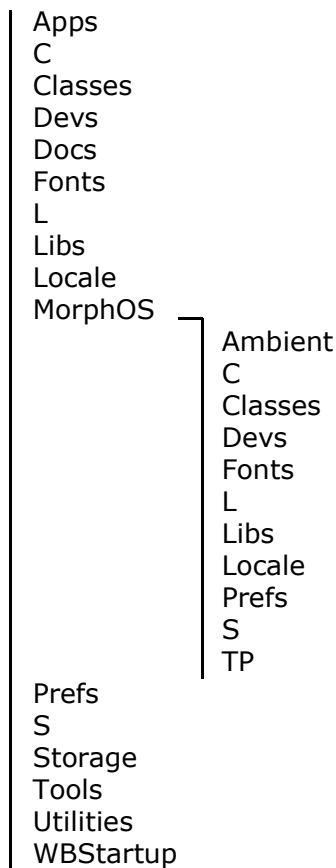 Apps
C
Classes
Devs
Docs
Fonts
L
Libs
Locale
MorphOS
Ambient
C
Classes
Devs
Fonts
L
Libs
Locale
Prefs
S
TP
Prefs
S
Storage
Tools
Utilities
WBStartup